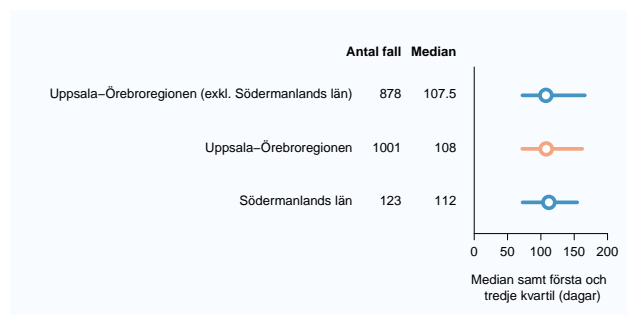 Antal fall Median
Uppsala−Örebroregionen (exkl. Södermanlands län) 878 107.5
Uppsala−Örebroregionen 1001 108
Södermanlands län 123 112
0 50 100 150 200
Median samt första och
tredje kvartil (dagar)